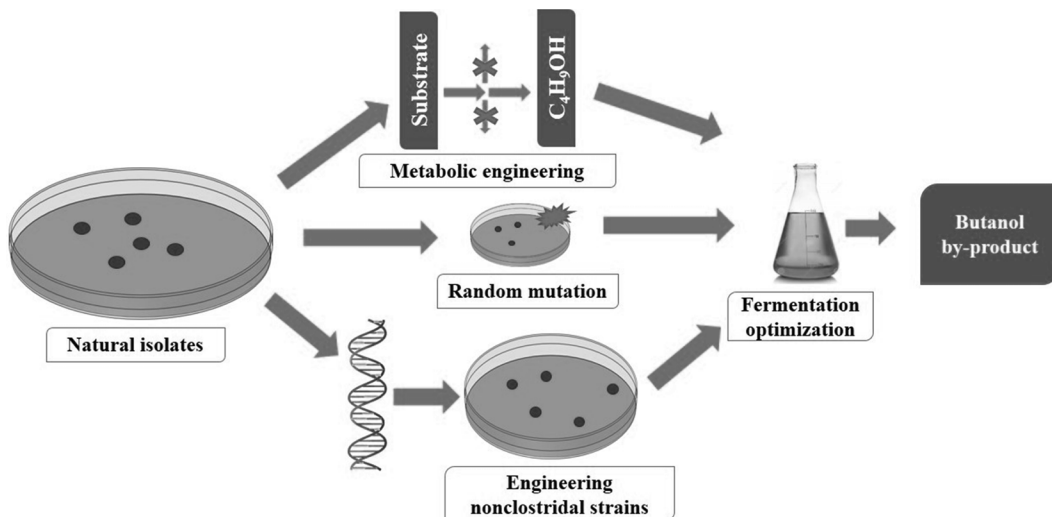 Substrate
C₄H₉OH
Metabolic engineering
Natural isolates
Random mutation
Fermentation
optimization
Butanol
by-product
Engineering
nonclostridal strains